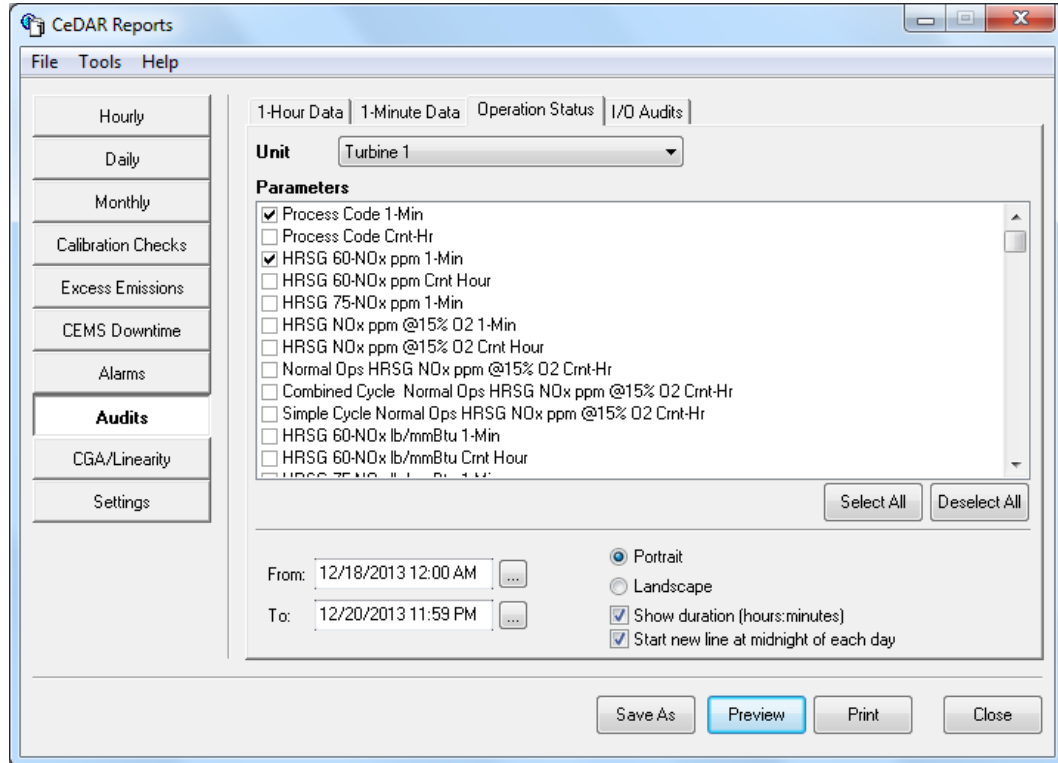 CeDAR Reports
File Tools Help
Hourly
Daily
Monthly
Calibration Checks
Excess Emissions
CEMS Downtime
Alarms
Audits
CGA/Linearity
Settings
1-Hour Data 1-Minute Data Operation Status I/O Audits
Unit Turbine 1
Parameters
Process Code 1-Min
Process Code Crnt-Hr
HRSG 60-NOx ppm 1-Min
HRSG 60-NOx ppm Crnt Hour
HRSG 75-NOx ppm 1-Min
HRSG NOx ppm @15% O2 1-Min
HRSG NOx ppm @15% O2 Crnt Hour
Normal Ops HRSG NOx ppm @15% O2 Crnt-Hr
Combined Cycle Normal Ops HRSG NOx ppm @15% O2 Crnt-Hr
Simple Cycle Normal Ops HRSG NOx ppm @15% O2 Crnt-Hr
HRSG 60-NOx lb/mmBtu 1-Min
HRSG 60-NOx lb/mmBtu Crnt Hour
Select All Deselect All
From: 12/18/2013 12:00 AM ...
To: 12/20/2013 11:59 PM ...
Portrait
Landscape
Show duration (hours:minutes)
Start new line at midnight of each day
Save As Preview Print Close